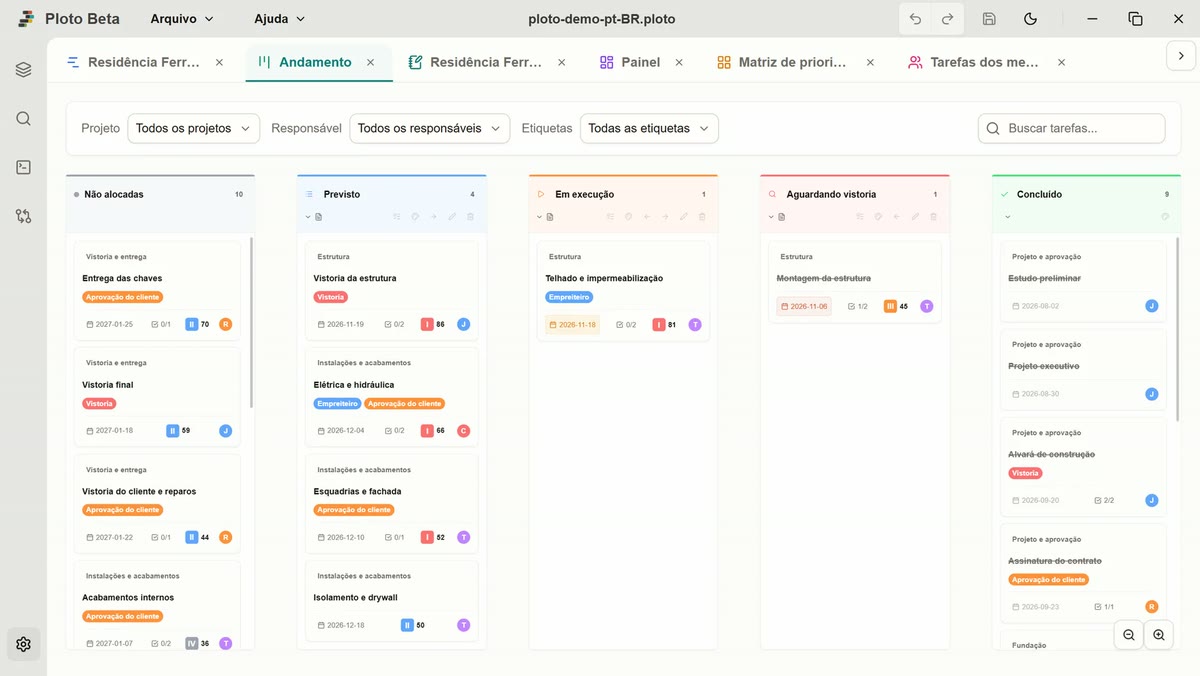 Ploto Beta
Arquivo
Ajuda
ploto-demo-pt-BR.ploto
Residência Ferr...
Andamento
Residência Ferr...
Painel
Matriz de priori...
Tarefas dos me...
Projeto
Todos os projetos
Responsável
Todos os responsáveis
Etiquetas
Todas as etiquetas
Buscar tarefas...
Não alocadas 10
Vistoria e entrega
Entrega das chaves
Aprovação do cliente
2027-01-25 0/1 II 70 R
Vistoria e entrega
Vistoria final
Vistoria
2027-01-18 II 59 J
Vistoria e entrega
Vistoria do cliente e reparos
Aprovação do cliente
2027-01-22 0/1 II 44 R
Instalações e acabamentos
Acabamentos internos
Aprovação do cliente
2027-01-07 0/2 IV 36 T
Previsto 4
Estrutura
Vistoria da estrutura
Vistoria
2026-11-19 0/2 I 86 J
Instalações e acabamentos
Elétrica e hidráulica
Empreiteiro Aprovação do cliente
2026-12-04 0/2 I 66 C
Instalações e acabamentos
Esquadrias e fachada
Aprovação do cliente
2026-12-10 0/1 I 52 T
Instalações e acabamentos
Isolamento e drywall
2026-12-18 II 50 T
Em execução 1
Estrutura
Telhado e impermeabilização
Empreiteiro
2026-11-18 0/2 I 81 T
Aguardando vistoria 1
Estrutura
Montagem da estrutura
2026-11-06 1/2 III 45 T
Concluído 9
Projeto e aprovação
Estudo preliminar
2026-08-02 J
Projeto e aprovação
Projeto executivo
2026-08-30 J
Projeto e aprovação
Alvará de construção
Vistoria
2026-09-20 2/2 J
Projeto e aprovação
Assinatura do contrato
Aprovação do cliente
2026-09-23 1/1 R
Fundação